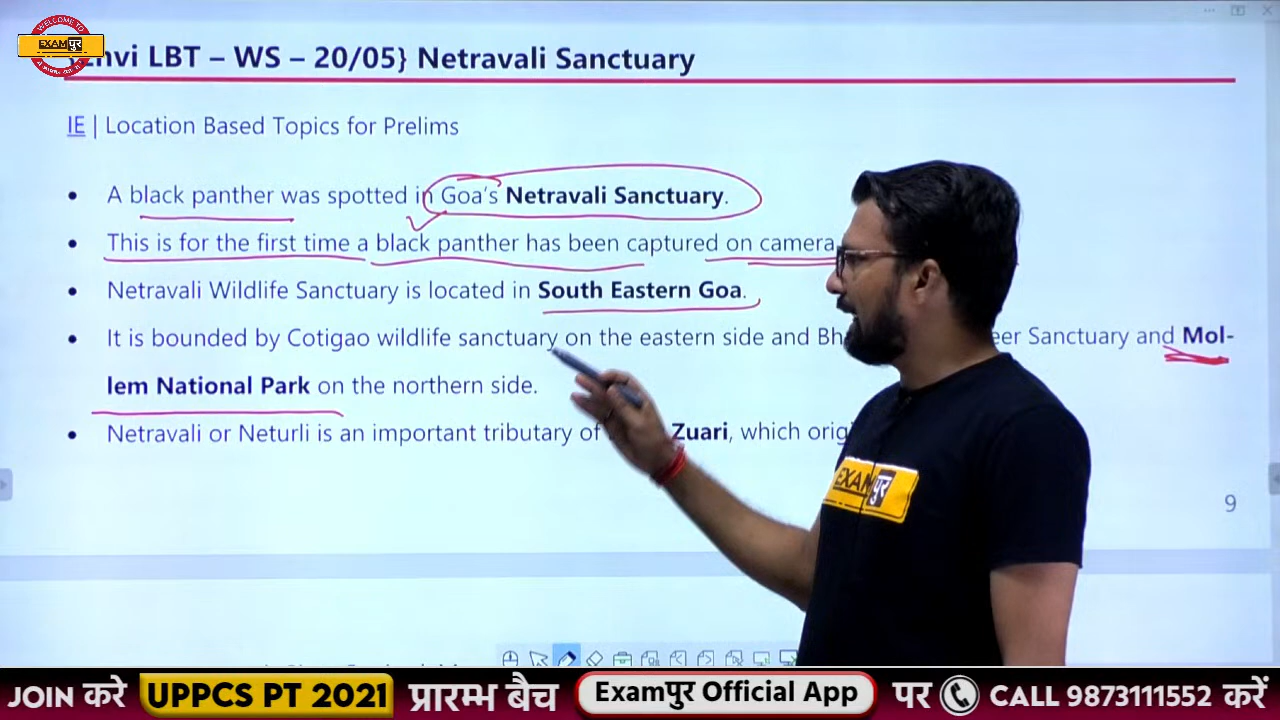 WELCOME TO
EXAMपुर
nvi LBT – WS – 20/05} Netravali Sanctuary
IE | Location Based Topics for Prelims
• A black panther was spotted in Goa's Netravali Sanctuary.
• This is for the first time a black panther has been captured on camera
• Netravali Wildlife Sanctuary is located in South Eastern Goa.
• It is bounded by Cotigao wildlife sanctuary on the eastern side and Bh eer Sanctuary and Mol-
lem National Park on the northern side.
• Netravali or Neturli is an important tributary of Zuari, which orig
EXAMपुर
9
JOIN करे UPPCS PT 2021 प्रारम्भ बैच Examपुर Official App पर CALL 9873111552 करें